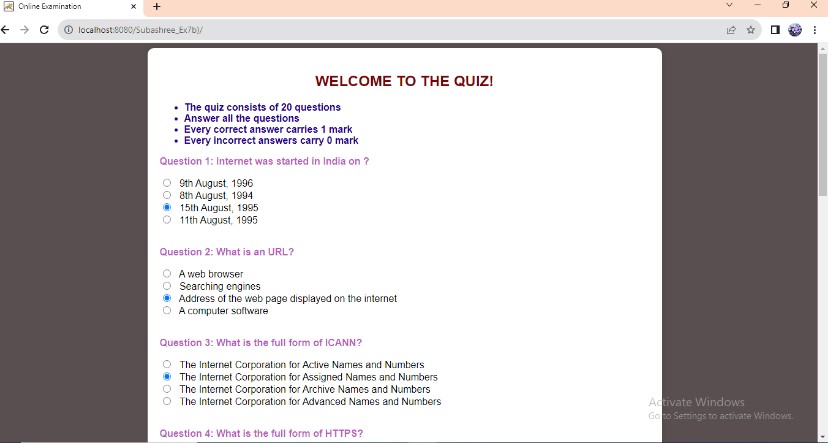 Online Examination
localhost:8080/Subashree_Ex7b)/
WELCOME TO THE QUIZ!
The quiz consists of 20 questions
Answer all the questions
Every correct answer carries 1 mark
Every incorrect answers carry 0 mark
Question 1: Internet was started in India on ?
9th August, 1996
8th August, 1994
15th August, 1995
11th August, 1995
Question 2: What is an URL?
A web browser
Searching engines
Address of the web page displayed on the internet
A computer software
Question 3: What is the full form of ICANN?
The Internet Corporation for Active Names and Numbers
The Internet Corporation for Assigned Names and Numbers
The Internet Corporation for Archive Names and Numbers
The Internet Corporation for Advanced Names and Numbers
Activate Windows
Go to Settings to activate Windows.
Question 4: What is the full form of HTTPS?